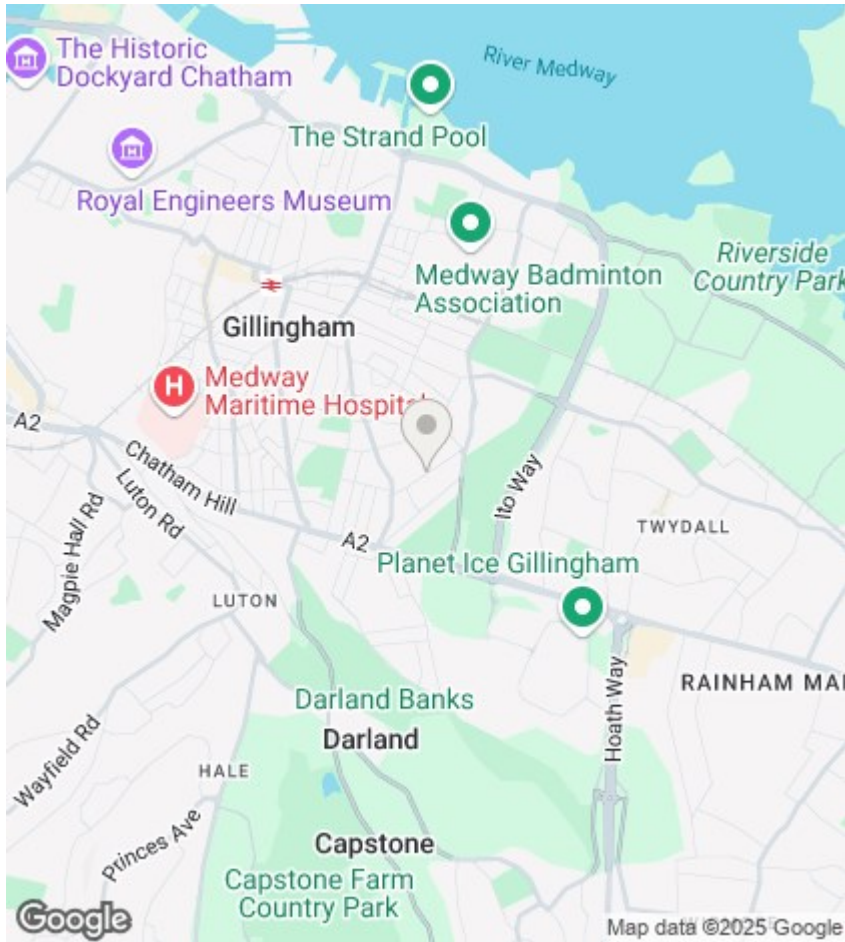 The Historic
Dockyard Chatham
River Medway
The Strand Pool
Royal Engineers Museum
Medway Badminton
Association
Riverside
Country Park
Gillingham
H
Medway
Maritime Hospital
A2
Chatham Hill
Luton Rd
Magpie Hall Rd
Ito Way
A2
TWYDALL
Planet Ice Gillingham
LUTON
Darland Banks
Darland
RAINHAM MA
Hoath Way
Wayfield Rd
HALE
Princes Ave
Capstone
Capstone Farm
Country Park
Google
Map data ©2025 Google